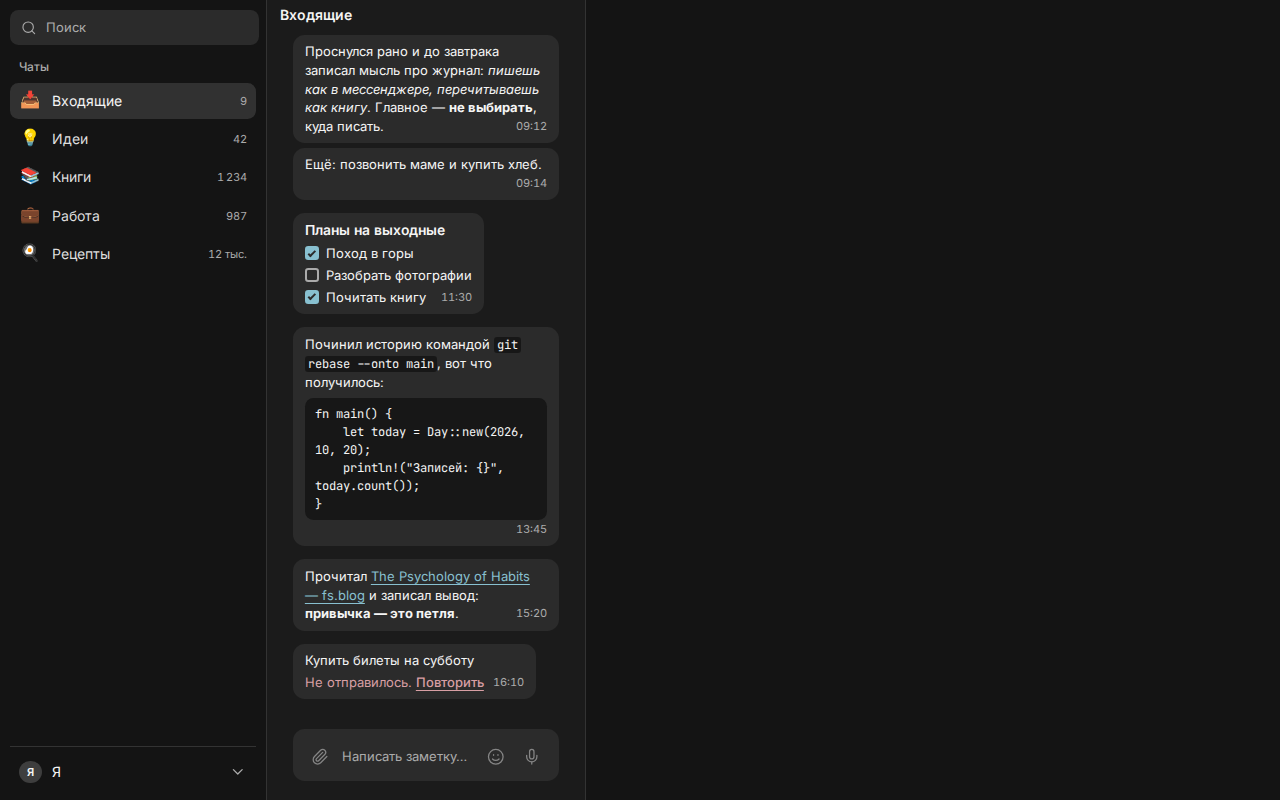 Поиск
Чаты
Входящие 9
Идеи 42
Книги 1 234
Работа 987
Рецепты 12 тыс.
Я Я
Входящие
Проснулся рано и до завтрака
записал мысль про журнал: пишешь
как в мессенджере, перечитываешь
как книгу. Главное — не выбирать,
куда писать. 09:12
Ещё: позвонить маме и купить хлеб.
09:14
Планы на выходные
Поход в горы
Разобрать фотографии
Почитать книгу 11:30
Починил историю командой git
rebase --onto main, вот что
получилось:
fn main() {
let today = Day::new(2026,
10, 20);
println!("Записей: {}",
today.count());
}
13:45
Прочитал The Psychology of Habits
— fs.blog и записал вывод:
привычка — это петля. 15:20
Купить билеты на субботу
Не отправилось. Повторить 16:10
Написать заметку...